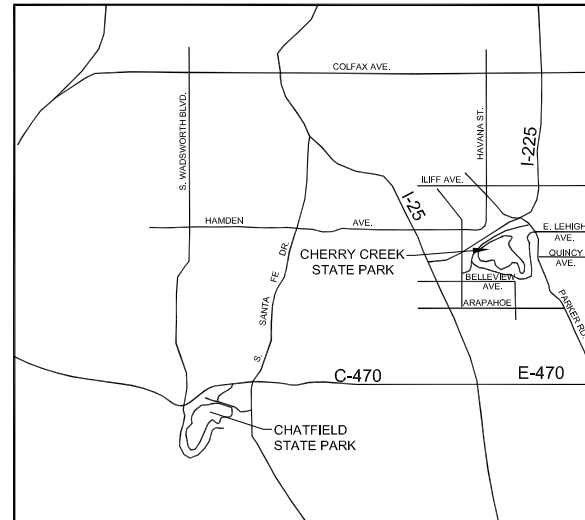 COLFAX AVE.
S. WADSWORTH BLVD.
HAVANA ST.
I-225
ILIFF AVE.
I-25
HAMDEN AVE.
E. LEHIGH
AVE.
CHERRY CREEK
STATE PARK
QUINCY
AVE.
BELLEVIEW
AVE.
ARAPAHOE
PARKER RD.
S. SANTA FE DR.
C-470
E-470
CHATFIELD
STATE PARK